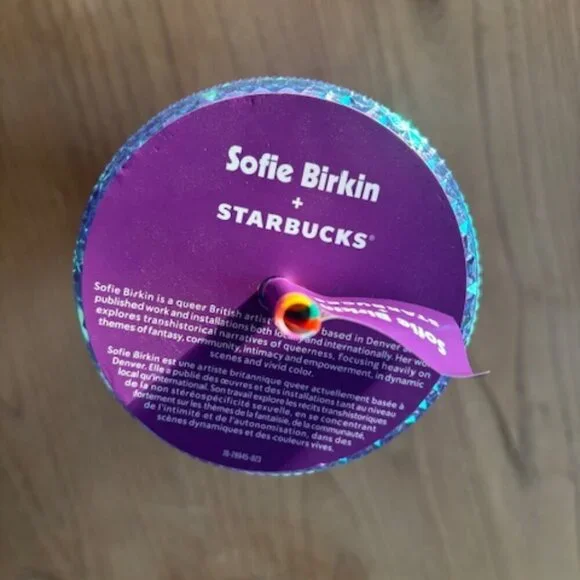 Sofie Birkin
+
STARBUCKS®
Sofie Birkin is a queer British artist based in Denver
published work and installations both internationally. Her
explores transhistorical narratives of queerness, focusing heavily on
themes of fantasy, community, intimacy and empowerment, in dynamic
scenes and vivid color.
Sofie Birkin
STARBUCKS
Sofie Birkin est une artiste britannique queer actuellement basée à
Denver. Elle a publié des œuvres et des installations tant au niveau
local qu'international. Son travail explore les récits transhistoriques
de la non stéréospécificité sexuelle, en se concentrant
fortement sur les thèmes de la fantaisie, de la communauté,
de l'intimité et de l'autonomisation, dans des
scènes dynamiques et des couleurs vives.